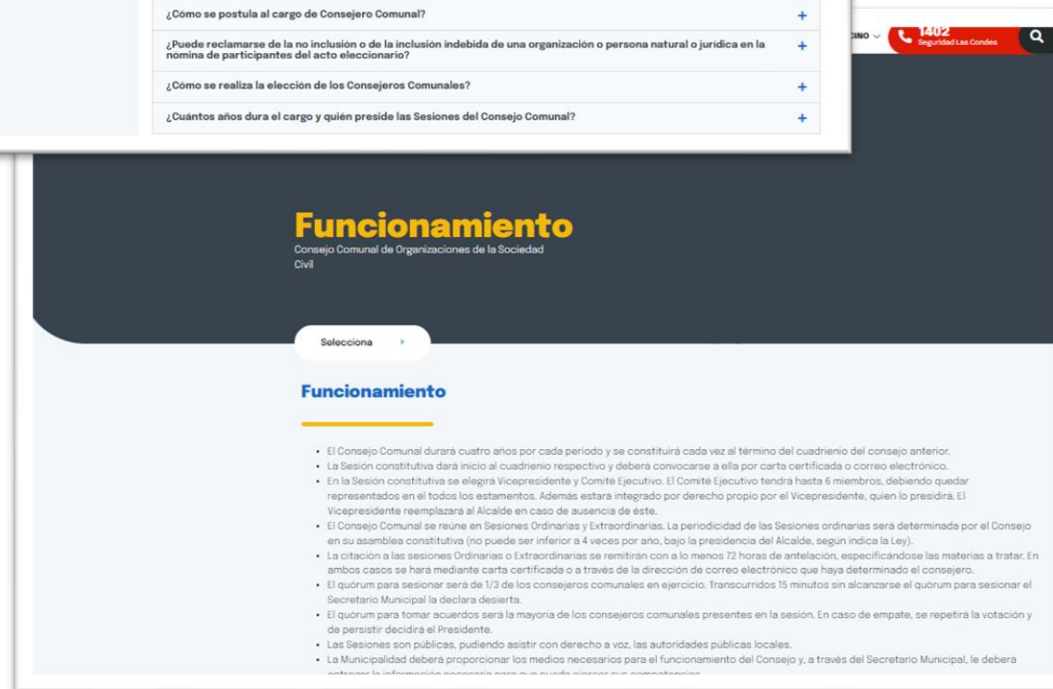 ¿Cómo se postula al cargo de Consejero Comunal?
+
¿Puede reclamarse de la no inclusión o de la inclusión indebida de una organización o persona natural o jurídica en la
nómina de participantes del acto eleccionario?
+
¿Cómo se realiza la elección de los Consejeros Comunales?
+
¿Cuántos años dura el cargo y quién preside las Sesiones del Consejo Comunal?
+
1402
Seguridad Las Condes
Funcionamiento
Consejo Comunal de Organizaciones de la Sociedad
Civil
Selecciona
Funcionamiento
• El Consejo Comunal durará cuatro años por cada período y se constituirá cada vez al término del cuadrienio del consejo anterior.
• La Sesión constitutiva dará inicio al cuadrienio respectivo y deberá convocarse a ella por carta certificada o correo electrónico.
• En la Sesión constitutiva se elegirá Vicepresidente y Comité Ejecutivo. El Comité Ejecutivo tendrá hasta 6 miembros, debiendo quedar
representados en él todos los estamentos. Además estará integrado por derecho propio por el Vicepresidente, quien lo presidirá. El
Vicepresidente reemplazará al Alcalde en caso de ausencia de éste.
• El Consejo Comunal se reúne en Sesiones Ordinarias y Extraordinarias. La periodicidad de las Sesiones ordinarias será determinada por el Consejo
en su asamblea constitutiva (no puede ser inferior a 4 veces por año, bajo la presidencia del Alcalde, según indica la Ley).
• La citación a las sesiones Ordinarias o Extraordinarias se remitirán con a lo menos 72 horas de antelación, especificándose las materias a tratar. En
ambos casos se hará mediante carta certificada o a través de la dirección de correo electrónico que haya determinado el consejero.
• El quórum para sesionar será de 1/3 de los consejeros comunales en ejercicio. Transcurridos 15 minutos sin alcanzarse el quórum para sesionar el
Secretario Municipal la declara desierta.
• El quórum para tomar acuerdos será la mayoría de los consejeros comunales presentes en la sesión. En caso de empate, se repetirá la votación y
de persistir decidirá el Presidente.
• Las Sesiones son públicas, pudiendo asistir con derecho a voz, las autoridades públicas locales.
• La Municipalidad deberá proporcionar los medios necesarios para el funcionamiento del Consejo y, a través del Secretario Municipal, le deberá